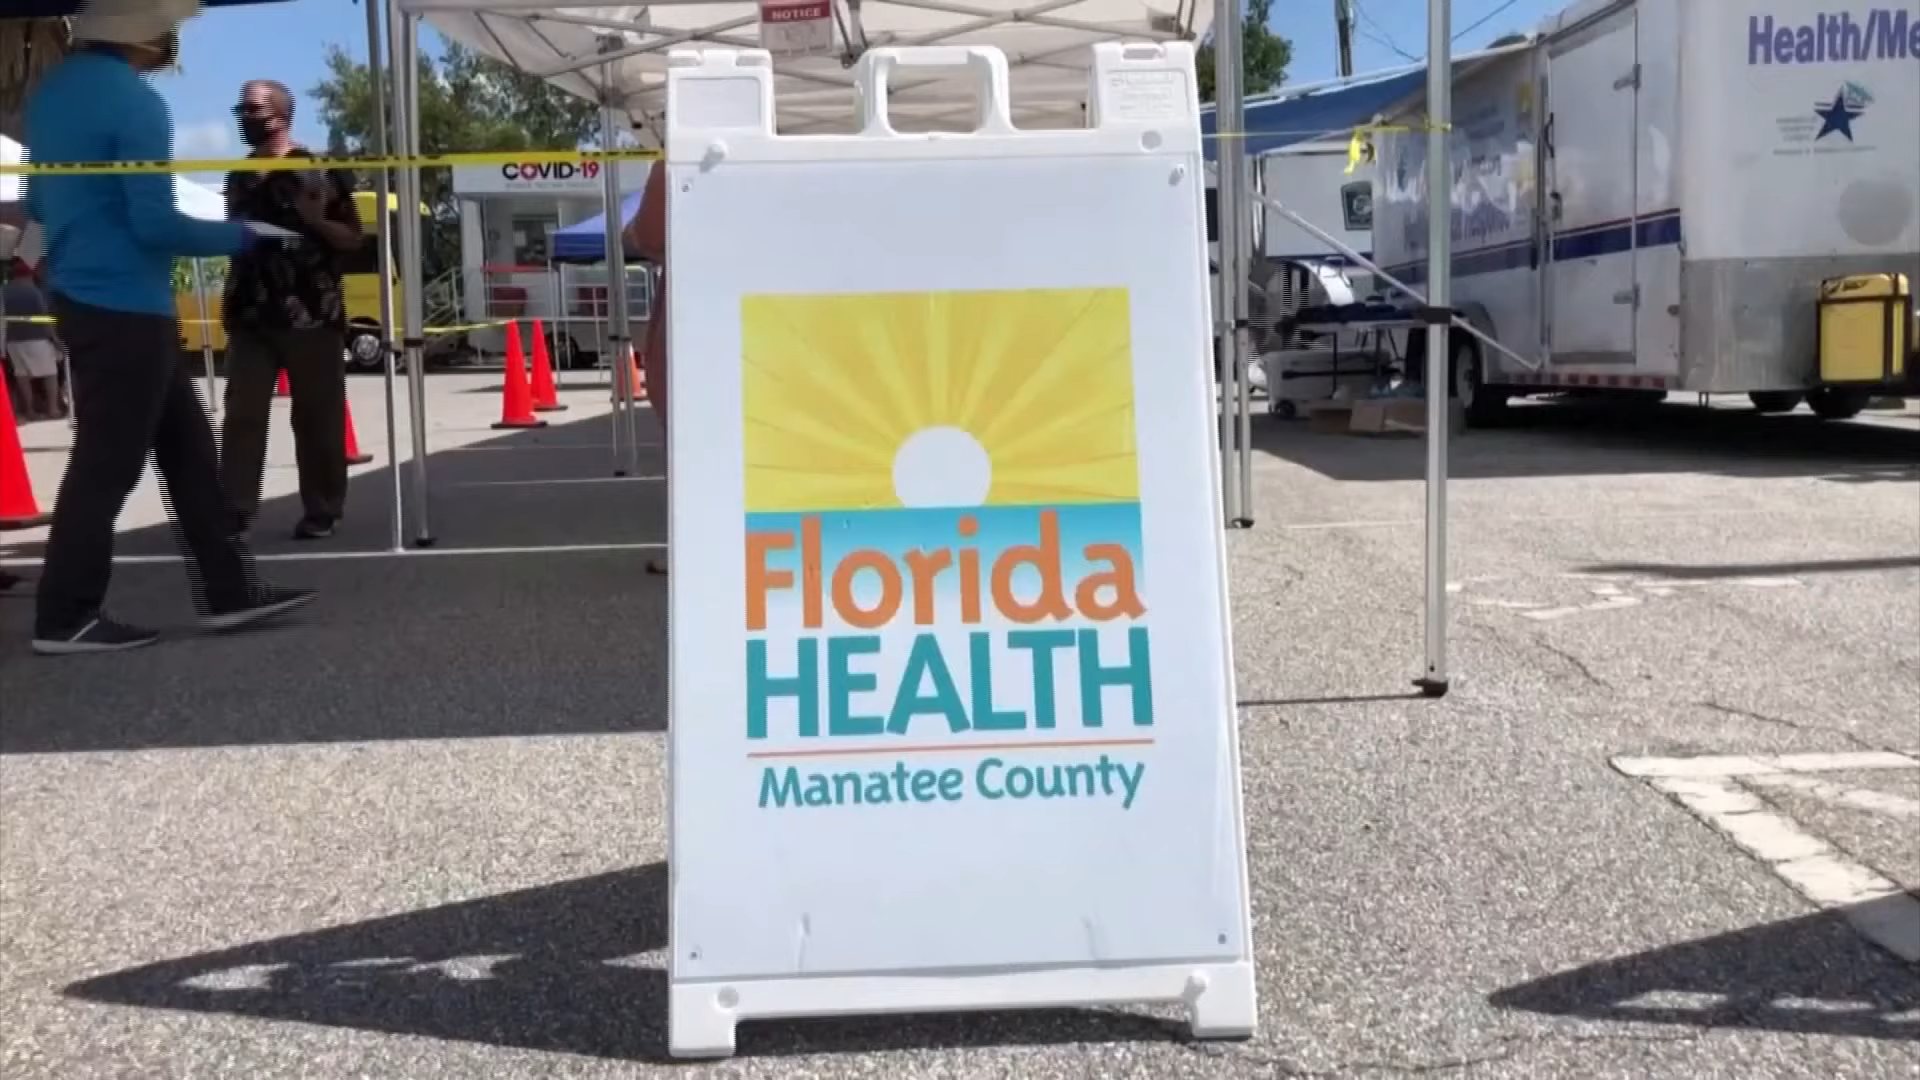 NOTICE
Health/Me
COVID-19
Florida
HEALTH
Manatee County